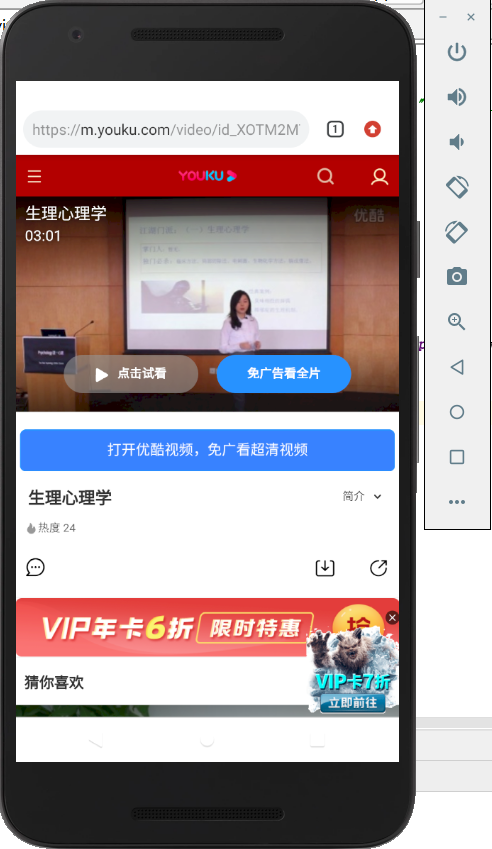 https://m.youku.com/video/id_XOTM2M
1
YOUKU
生理心理学
优酷
03:01
点击试看
免广告看全片
打开优酷视频，免广看超清视频
生理心理学
简介
热度 24
VIP年卡6折
限时特惠
抢
猜你喜欢
VIP卡7折
立即前往